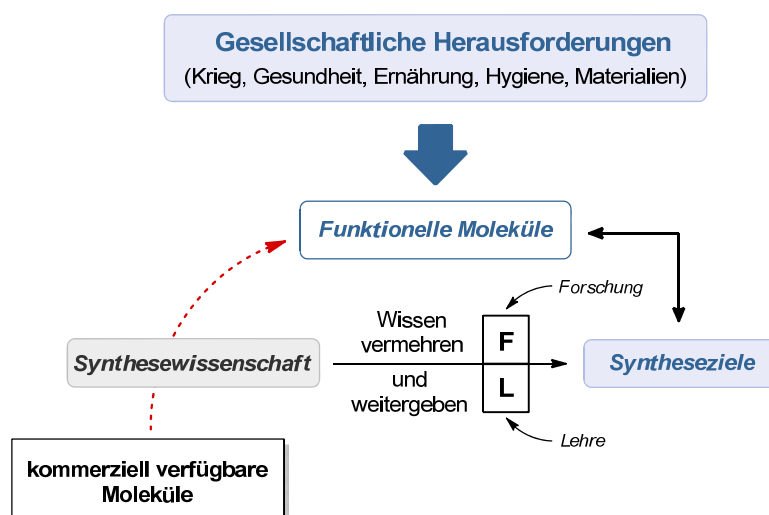 Gesellschaftliche Herausforderungen
(Krieg, Gesundheit, Ernährung, Hygiene, Materialien)
Funktionelle Moleküle
Forschung
Wissen
vermehren
F
Synthesewissenschaft
Syntheseziele
und
weitergeben
L
Lehre
kommerziell verfügbare
Moleküle